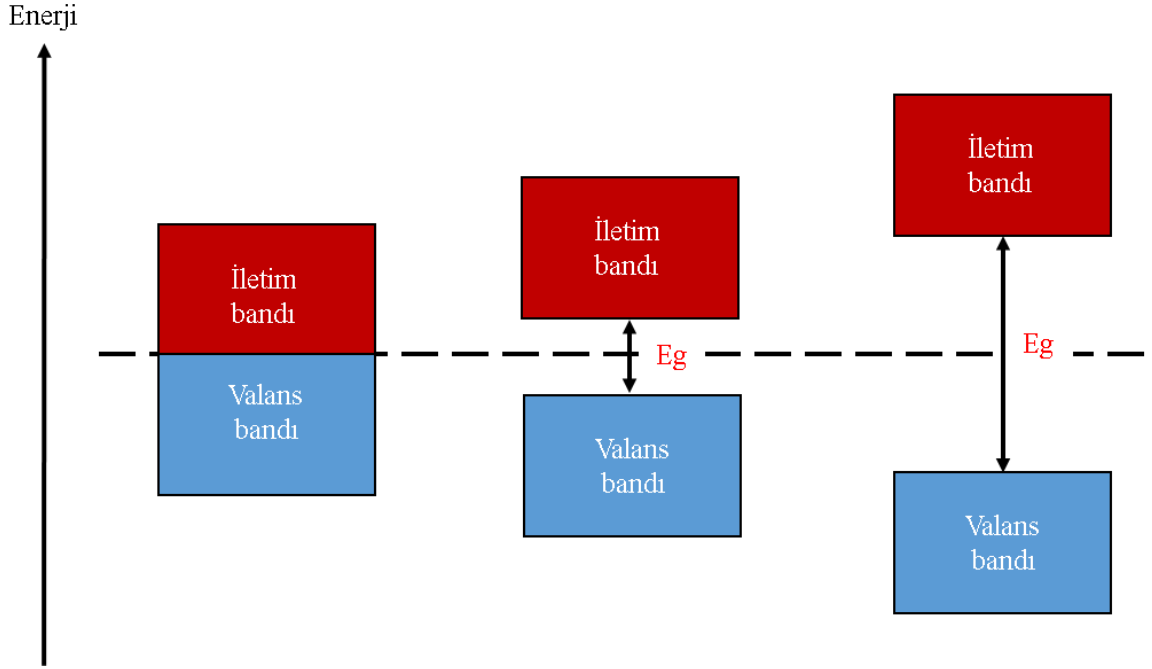 Enerji
İletim
bandı
Valans
bandı
İletim
bandı
Eg
Valans
bandı
İletim
bandı
Eg
Valans
bandı